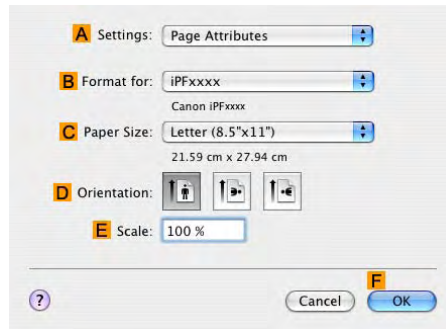 A Settings: Page Attributes
B Format for: iPFxxxx
Canon iPFxxxx
C Paper Size: Letter (8.5"x11")
21.59 cm x 27.94 cm
D Orientation:
E Scale: 100 %
F
? Cancel OK